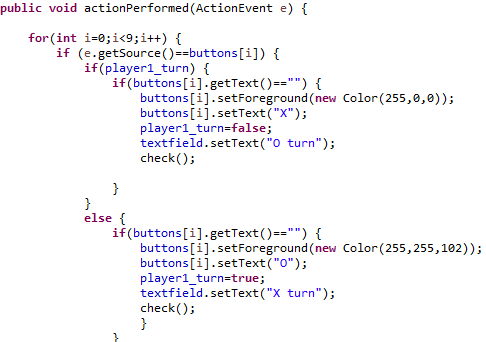 public void actionPerformed(ActionEvent e) {
for(int i=0;i<9;i++) {
if (e.getSource()==buttons[i]) {
if(player1_turn) {
if(buttons[i].getText()=="") {
buttons[i].setForeground(new Color(255,0,0));
buttons[i].setText("X");
player1_turn=false;
textfield.setText("O turn");
check();
}
}
else {
if(buttons[i].getText()=="") {
buttons[i].setForeground(new Color(255,255,102));
buttons[i].setText("O");
player1_turn=true;
textfield.setText("X turn");
check();
}
}